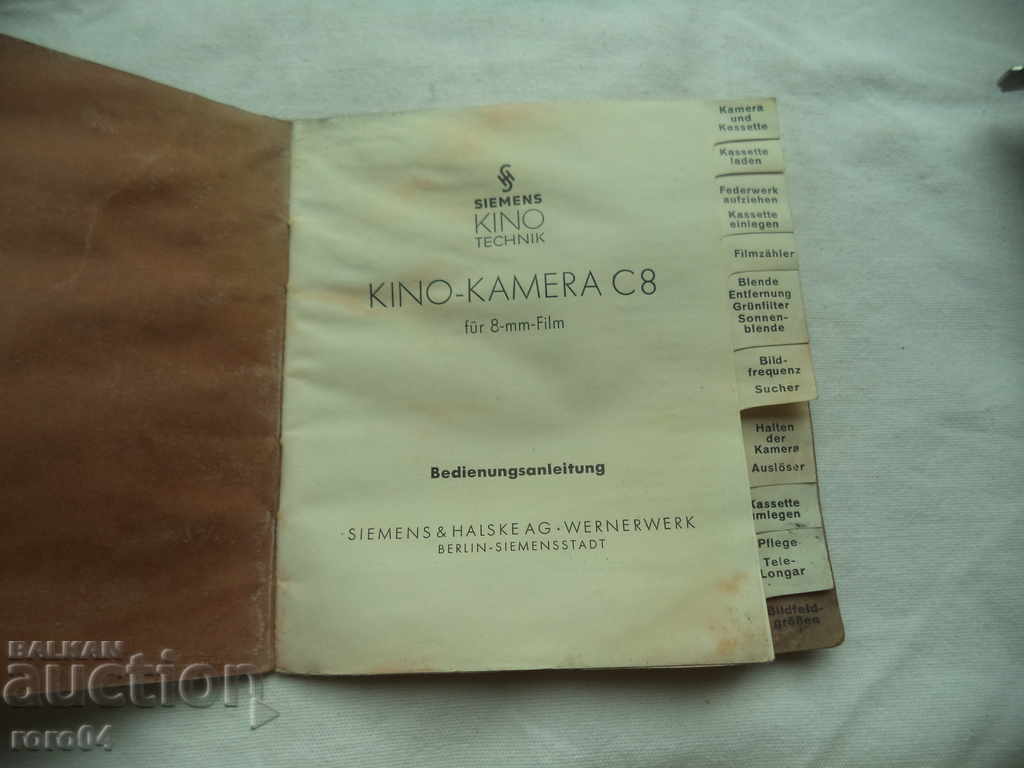 SIEMENS
KINO
TECHNIK
KINO-KAMERA C8
für 8-mm-Film
Bedienungsanleitung
·SIEMENS & HALSKE AG·WERNERWERK
BERLIN-SIEMENSSTADT
Kamera
und
Kassette
Kassette
laden
Federwerk
aufziehen
Kassette
einlegen
Filmzähler
Blende
Entfernung
Grünfilter
Sonnen-
blende
Bild-
frequenz
Sucher
Halten
der
Kamera
Auslöser
Kassette
umlegen
Pflege
Tele-
Longar
Bildfeld-
größen
BALKAN
auction
roro04